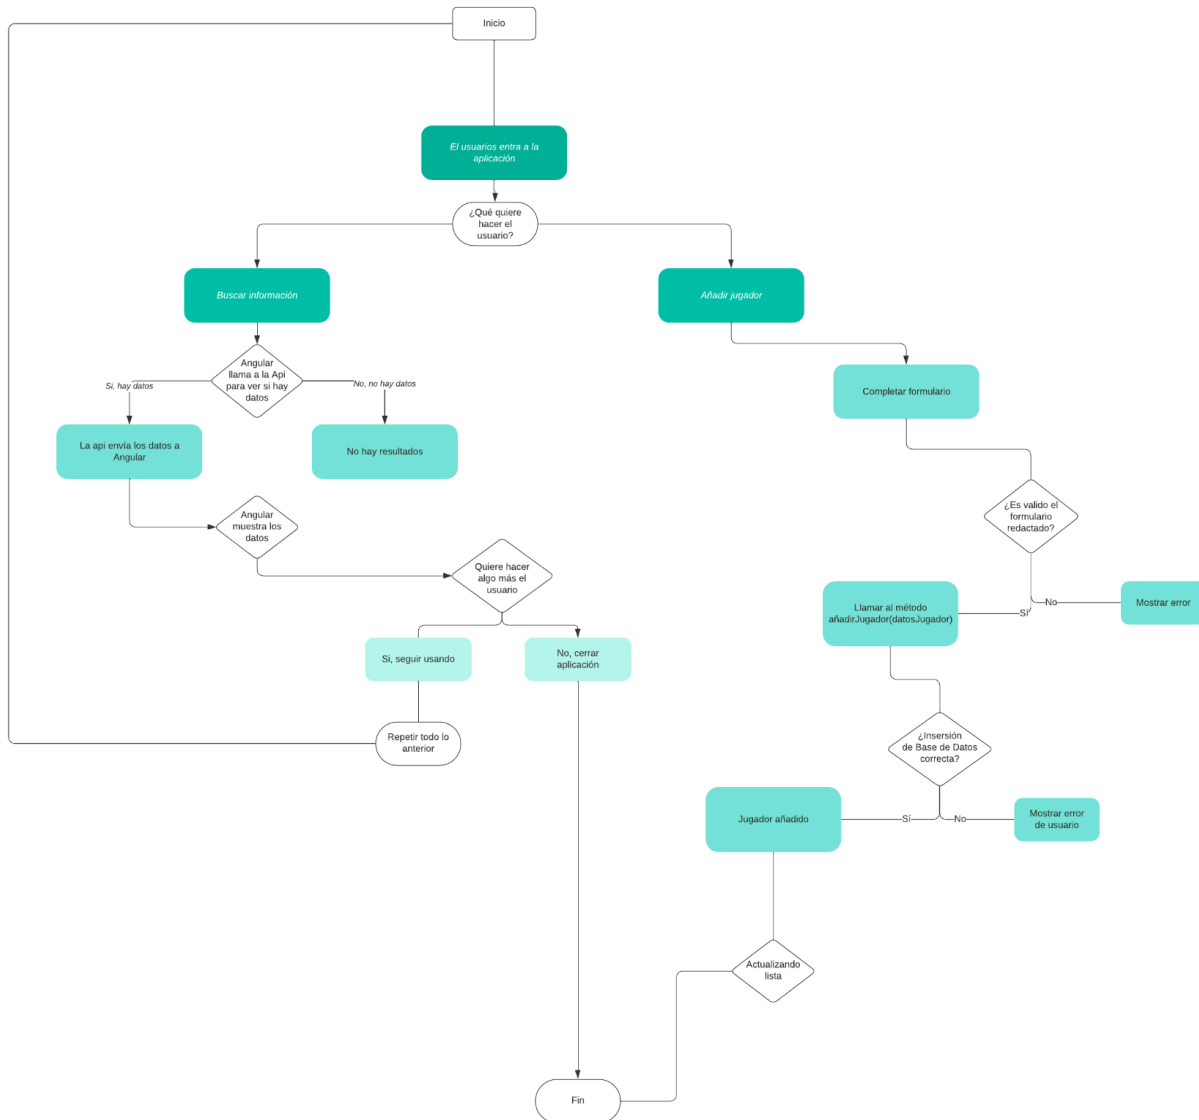 Inicio
El usuarios entra a la
aplicación
¿Qué quiere
hacer el
usuario?
Buscar información
Añadir jugador
Angular
llama a la Api
para ver si hay
datos
Si, hay datos
No, no hay datos
Completar formulario
La api envía los datos a
Angular
No hay resultados
¿Es valido el
formulario
redactado?
Angular
muestra los
datos
Quiere hacer
algo más el
usuario
Llamar al método
añadirJugador(datosJugador)
Sí
No
Mostrar error
Si, seguir usando
No, cerrar
aplicación
Repetir todo lo
anterior
¿Insersión
de Base de Datos
correcta?
Jugador añadido
Sí
No
Mostrar error
de usuario
Actualizando
lista
Fin